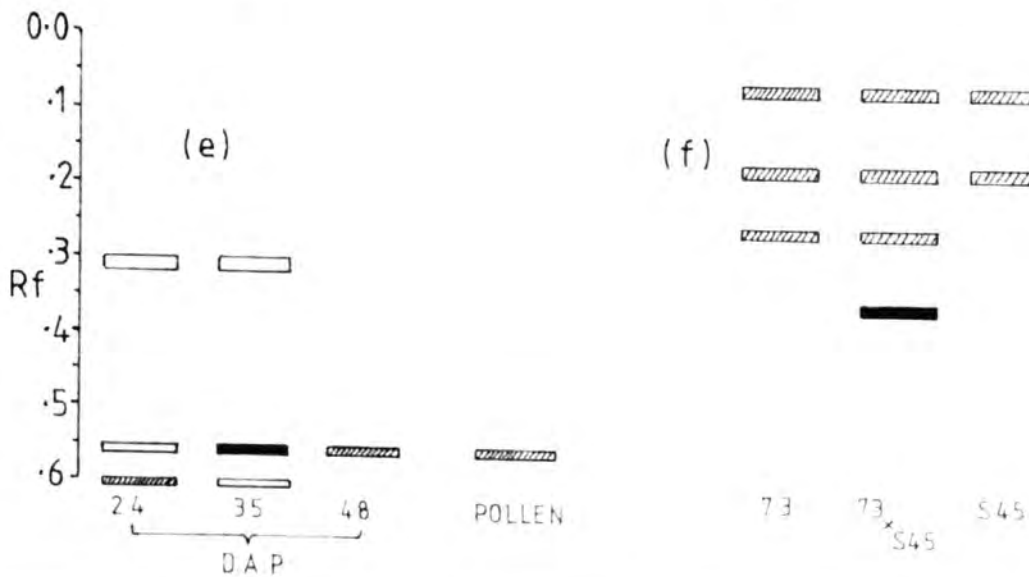 0.0
.1
.2
.3
Rf
.4
.5
.6
(e)
(f)
24 35 48 POLLEN
D.A.P
73 73 x S45 S45